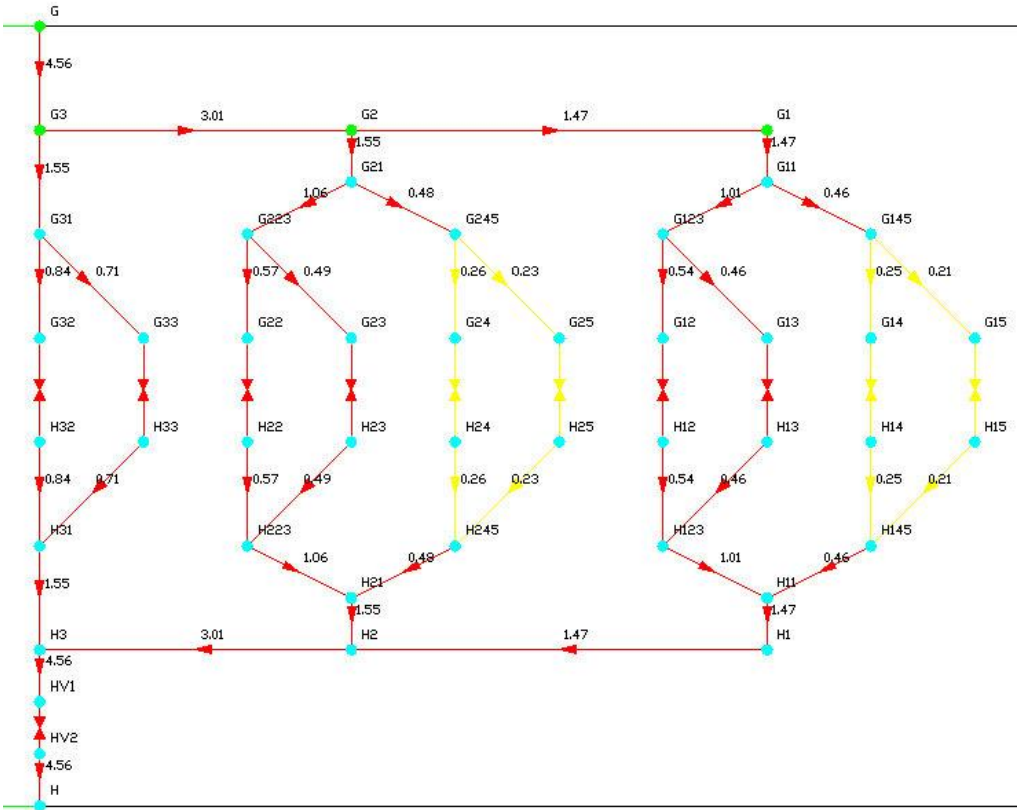 G
4.56
G3 3.01 G2 1.47 G1
1.55 1.55 1.47
G21 G11
1.06 0.48 1.01 0.46
G31 G223 G245 G123 G145
0.84 0.71 0.57 0.49 0.26 0.23 0.54 0.46 0.25 0.21
G32 G33 G22 G23 G24 G25 G12 G13 G14 G15
H32 H33 H22 H23 H24 H25 H12 H13 H14 H15
0.84 0.71 0.57 0.49 0.26 0.23 0.54 0.46 0.25 0.21
H31 H223 H245 H123 H145
1.06 0.48 1.01 0.46
1.55 H21 H11
1.55 1.47
H3 3.01 H2 1.47 H1
4.56
HV1
HV2
4.56
H